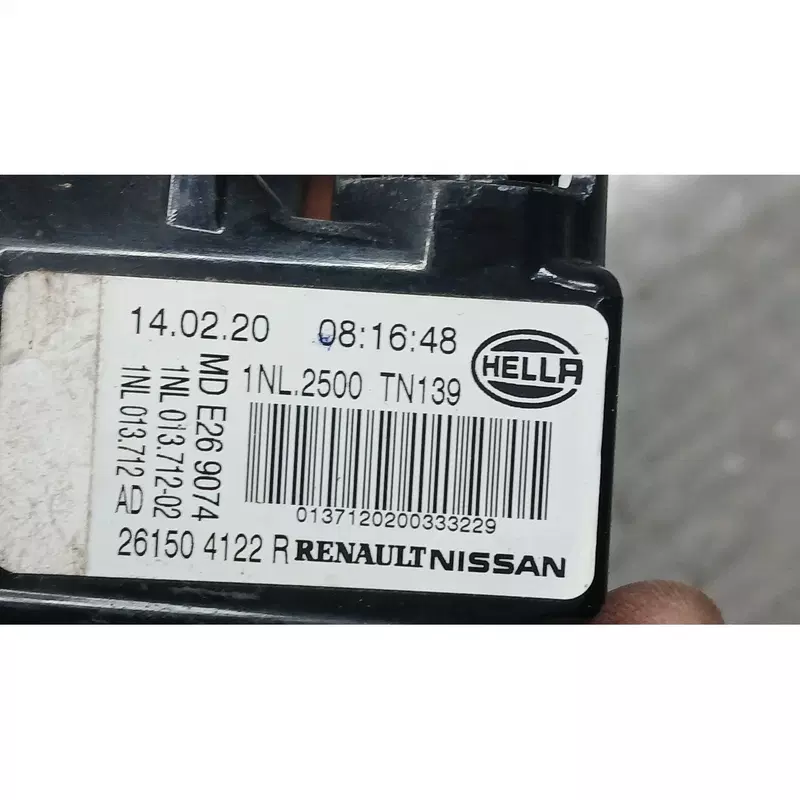 14.02.20 08:16:48
HELLA
1NL.2500 TN139
MD E26 9074
1NL 013.712-02
1NL 013.712 AD
0137120200333229
26150 4122 R RENAULT NISSAN